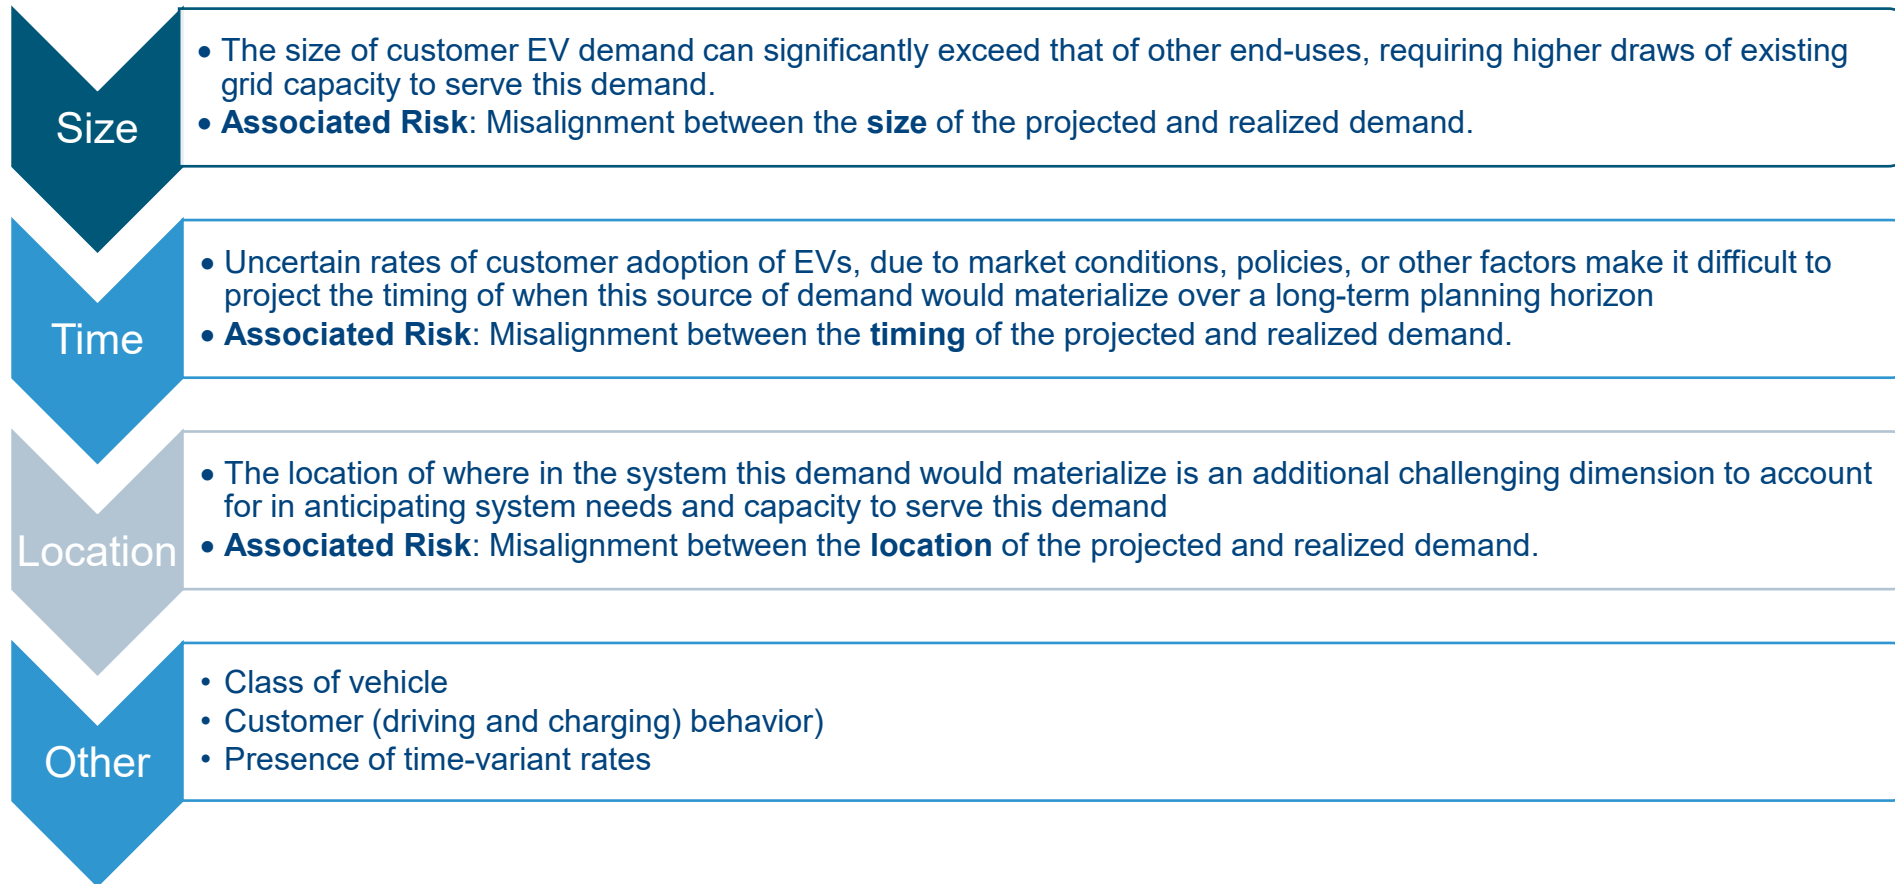 Size
• The size of customer EV demand can significantly exceed that of other end-uses, requiring higher draws of existing
grid capacity to serve this demand.
• Associated Risk: Misalignment between the size of the projected and realized demand.
Time
• Uncertain rates of customer adoption of EVs, due to market conditions, policies, or other factors make it difficult to
project the timing of when this source of demand would materialize over a long-term planning horizon
• Associated Risk: Misalignment between the timing of the projected and realized demand.
Location
• The location of where in the system this demand would materialize is an additional challenging dimension to account
for in anticipating system needs and capacity to serve this demand
• Associated Risk: Misalignment between the location of the projected and realized demand.
Other
• Class of vehicle
• Customer (driving and charging) behavior)
• Presence of time-variant rates